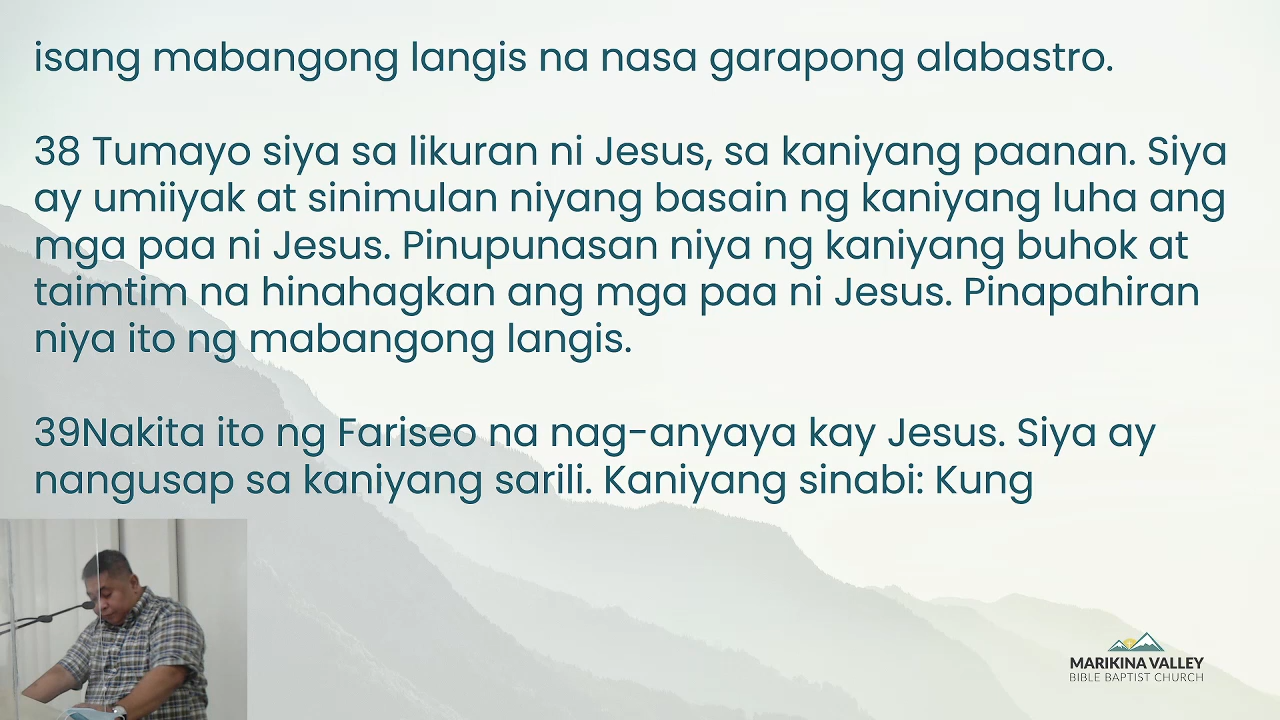 isang mabangong langis na nasa garapong alabastro.
38 Tumayo siya sa likuran ni Jesus, sa kaniyang paanan. Siya
ay umiiyak at sinimulan niyang basain ng kaniyang luha ang
mga paa ni Jesus. Pinupunasan niya ng kaniyang buhok at
taimtim na hinahagkan ang mga paa ni Jesus. Pinapahiran
niya ito ng mabangong langis.
39Nakita ito ng Fariseo na nag-anyaya kay Jesus. Siya ay
nangusap sa kaniyang sarili. Kaniyang sinabi: Kung
MARIKINA VALLEY
BIBLE BAPTIST CHURCH